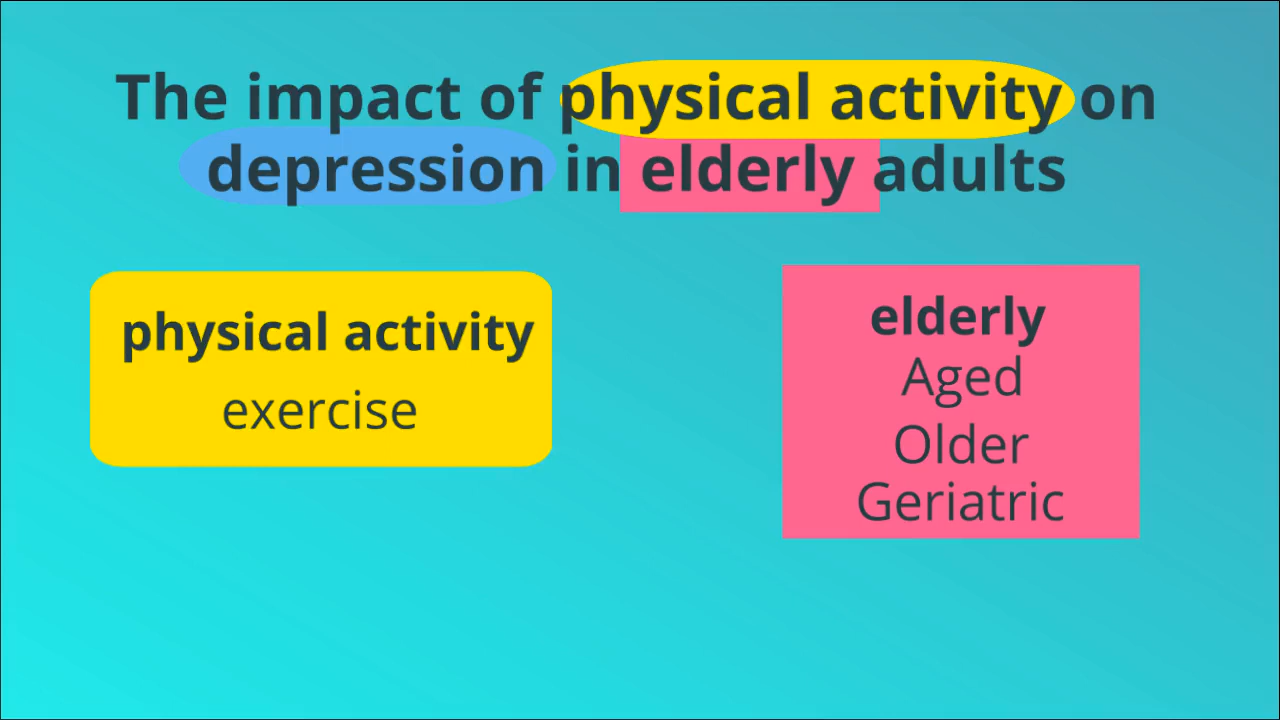 The impact of physical activity on
depression in elderly adults
physical activity
exercise
elderly
Aged
Older
Geriatric